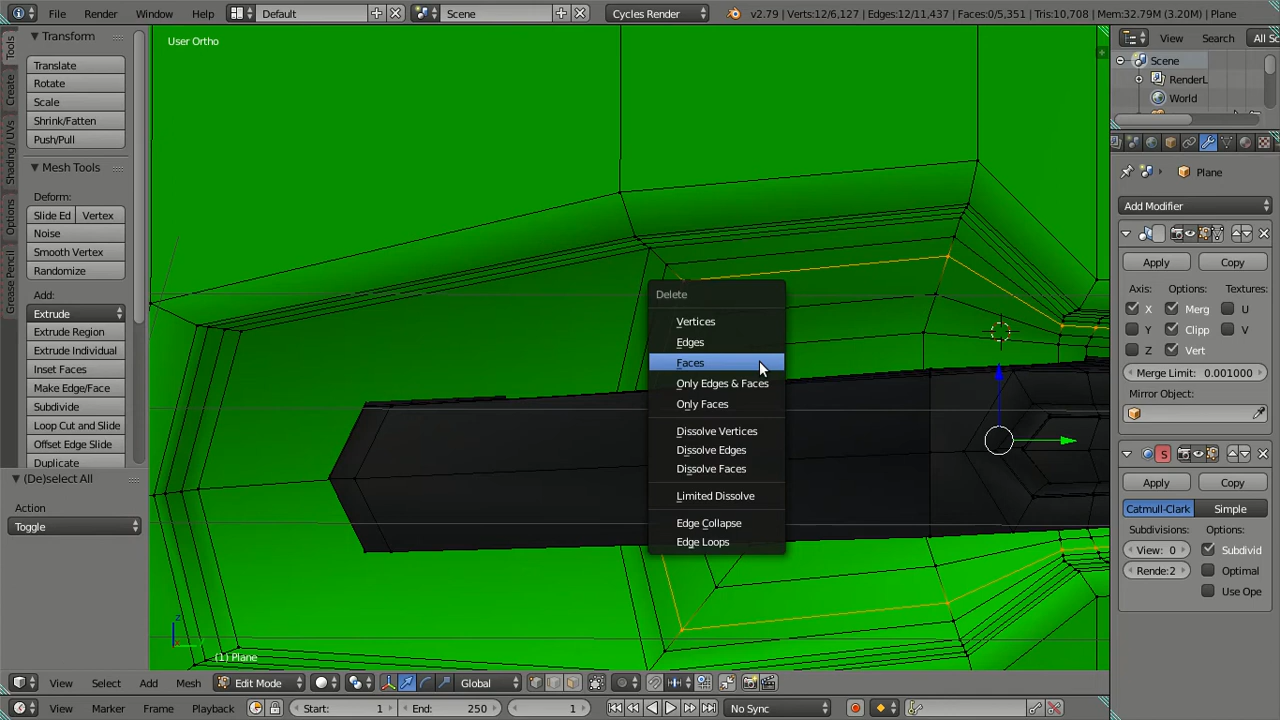 File Render Window Help Default Scene Cycles Render v2.79 | Verts:12/6,127 | Edges:12/11,437 | Faces:0/5,351 | Tris:10,708 | Mem:32.79M (3.20M) | Plane
Tools
Create
Shading / UVs
Options
Grease Pencil
Transform
Translate
Rotate
Scale
Shrink/Fatten
Push/Pull
Mesh Tools
Deform:
Slide Ed Vertex
Noise
Smooth Vertex
Randomize
Add:
Extrude
Extrude Region
Extrude Individual
Inset Faces
Make Edge/Face
Subdivide
Loop Cut and Slide
Offset Edge Slide
Duplicate
(De)select All
Action
Toggle
User Ortho
Delete
Vertices
Edges
Faces
Only Edges & Faces
Only Faces
Dissolve Vertices
Dissolve Edges
Dissolve Faces
Limited Dissolve
Edge Collapse
Edge Loops
z
(1) Plane
View Search All Sc
Scene
RenderL
World
Plane
Add Modifier
Apply Copy
Axis: Options: Textures:
X Merg U
Y Clipp V
Z Vert
Merge Limit: 0.001000
Mirror Object:
S
Apply Copy
Catmull-Clark Simple
Subdivisions: Options:
View: 0 Subdivid
Rende:2 Optimal
Use Ope
View Select Add Mesh Edit Mode Global
View Marker Frame Playback Start: 1 End: 250 1 No Sync